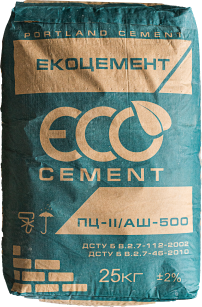 PORTLAND CEMENT
ЕКОЦЕМЕНТ
ECO
CEMENT
ПЦ-II/АШ-500
ДСТУ Б В.2.7-112-2002
ДСТУ Б В.2.7-46-2010
25КГ ±2%